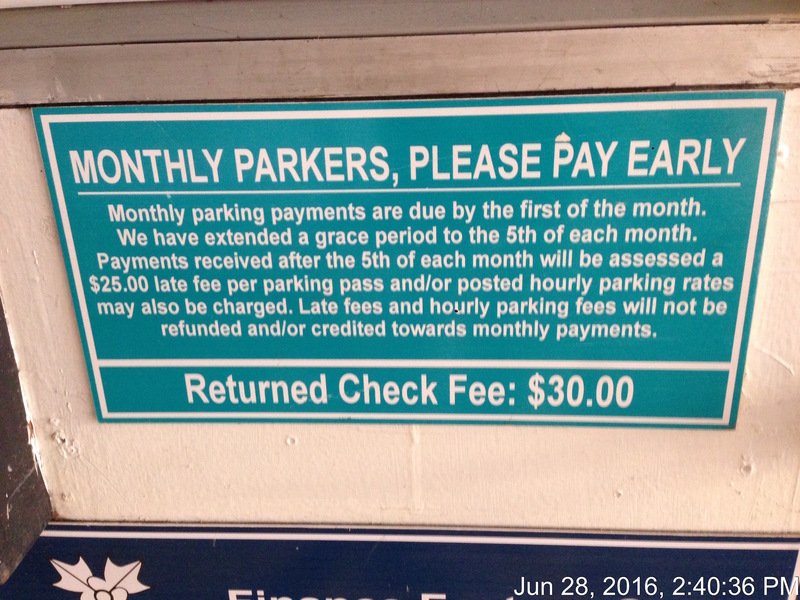 MONTHLY PARKERS, PLEASE PAY EARLY
Monthly parking payments are due by the first of the month.
We have extended a grace period to the 5th of each month.
Payments received after the 5th of each month will be assessed a
$25.00 late fee per parking pass and/or posted hourly parking rates
may also be charged. Late fees and hourly parking fees will not be
refunded and/or credited towards monthly payments.
Returned Check Fee: $30.00
Jun 28, 2016, 2:40:36 PM